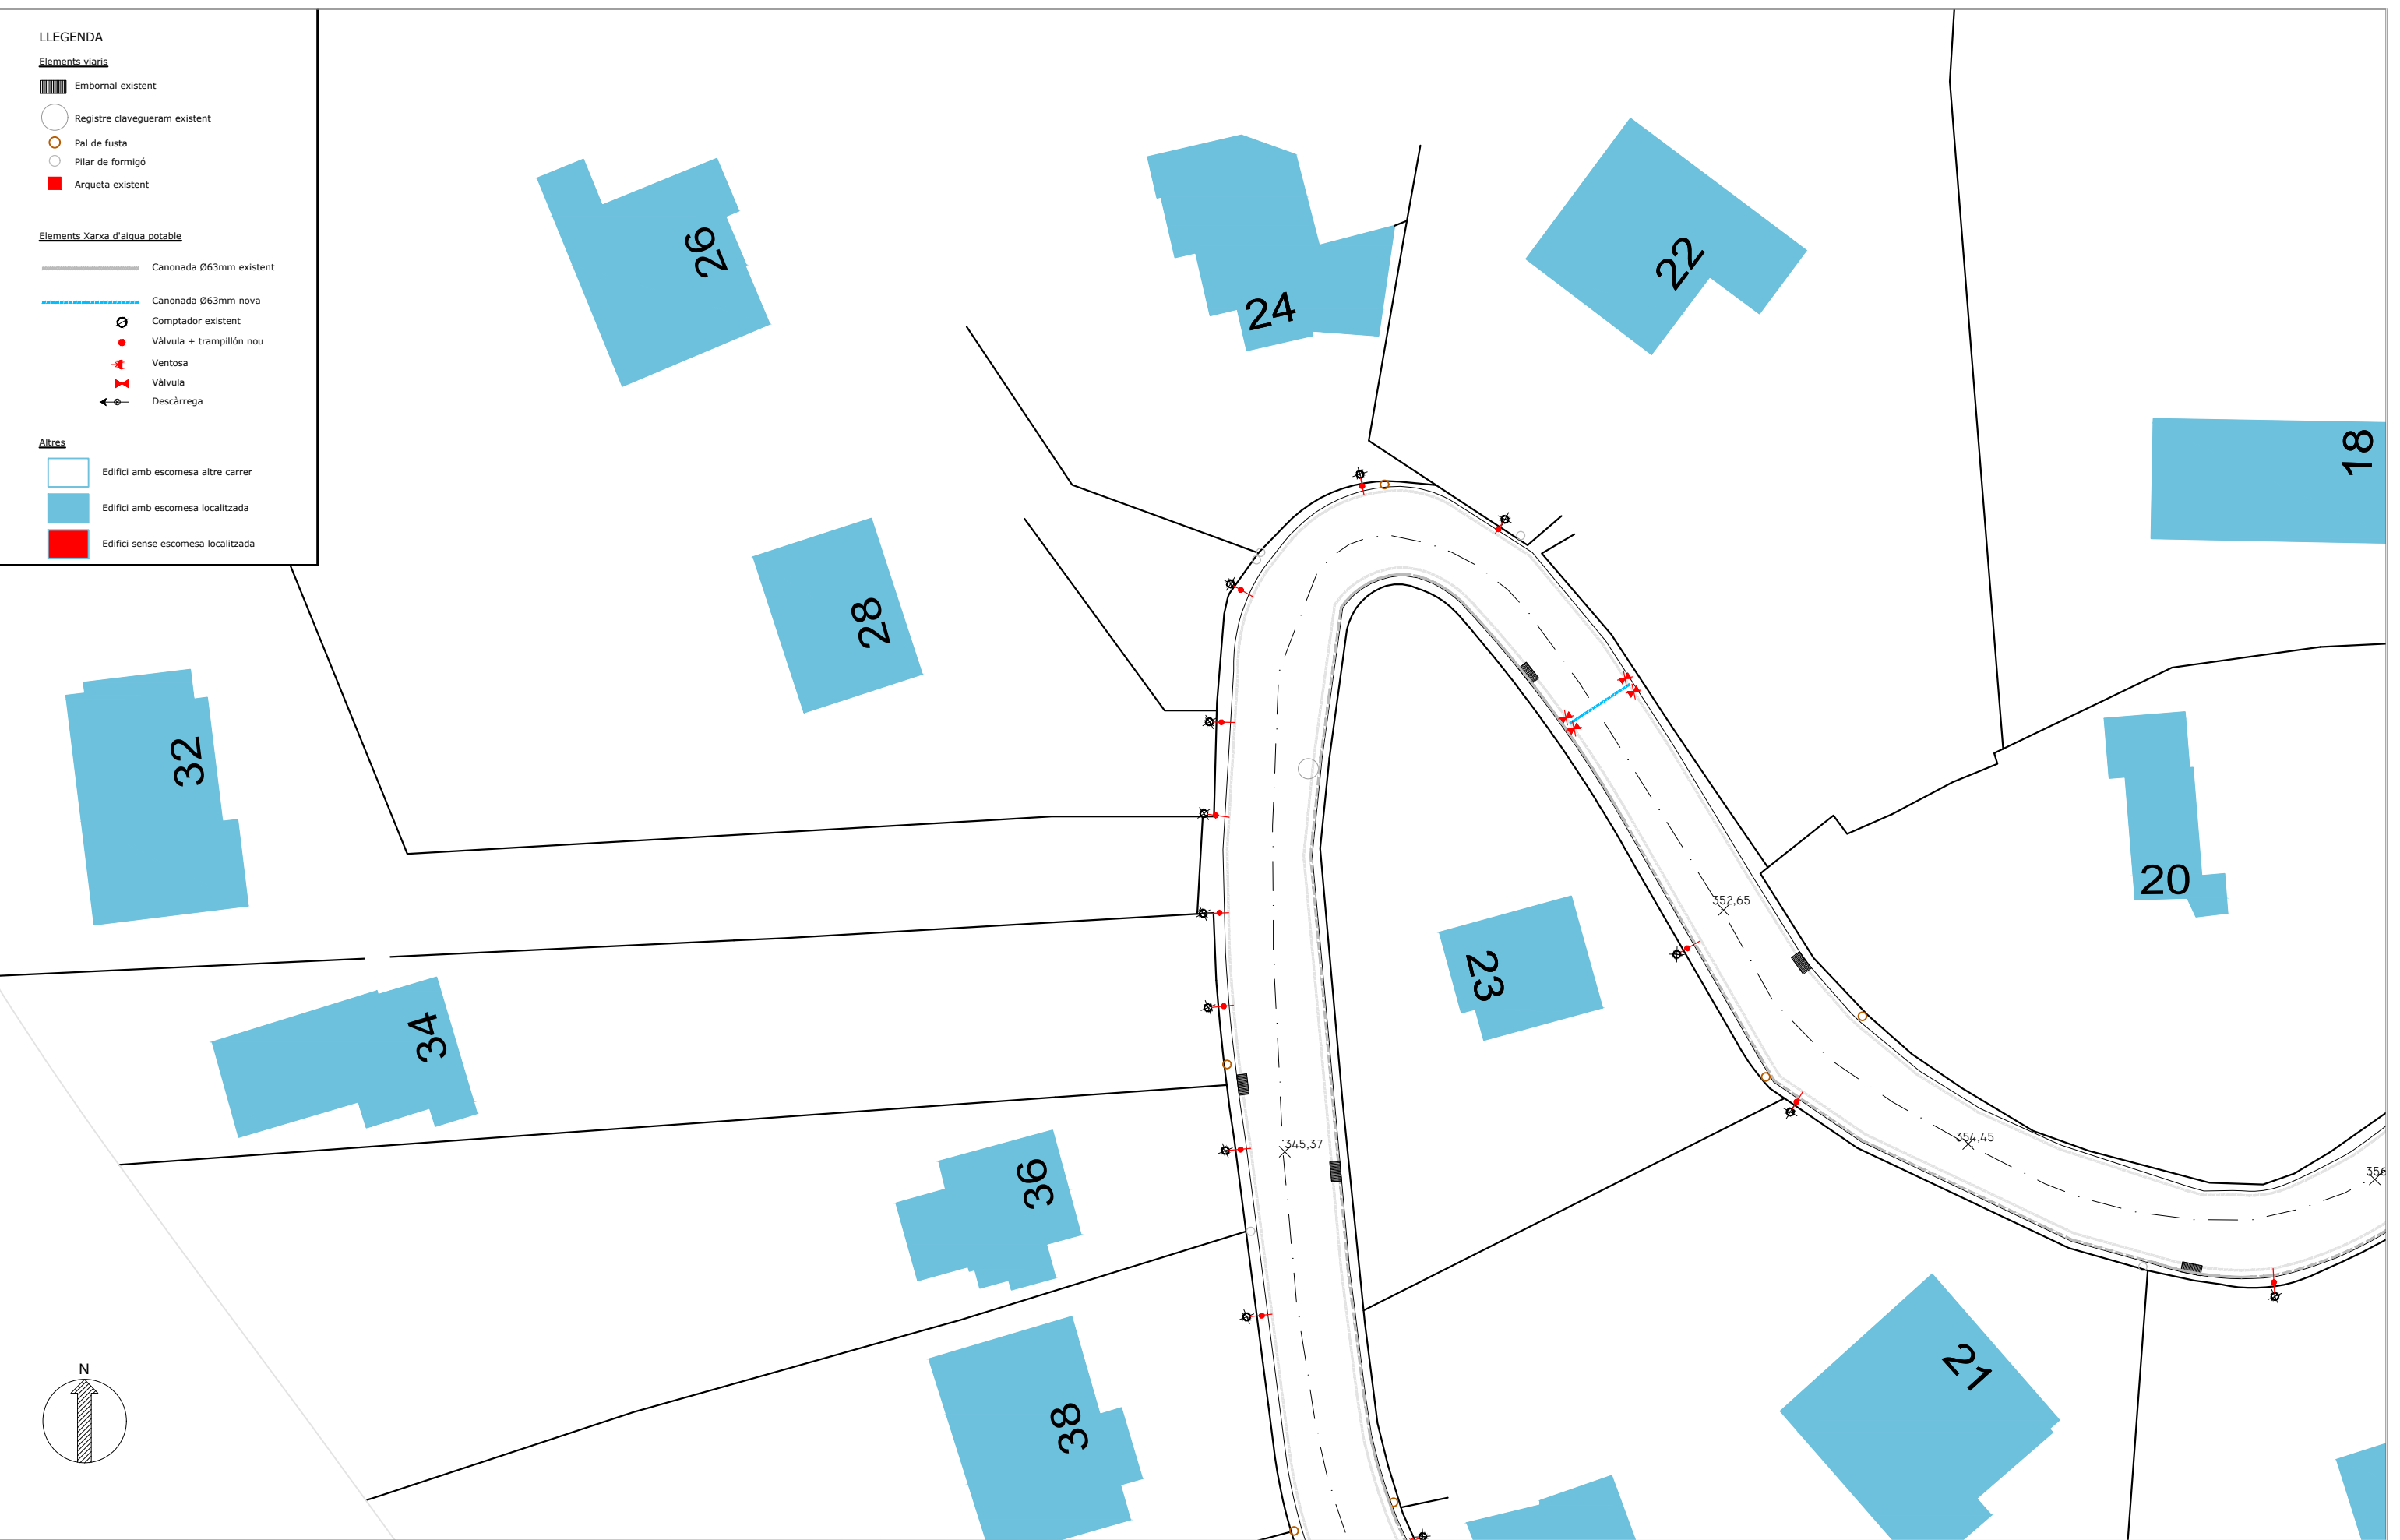 LLEGENDA
Elements viaris
Embornal existent
Registre clavegueram existent
Pal de fusta
Pilar de formigó
Arqueta existent
Elements Xarxa d'aigua potable
Canonada Ø63mm existent
Canonada Ø63mm nova
Comptador existent
Vàlvula + trampillón nou
Ventosa
Vàlvula
Descàrrega
Altres
Edifici amb escomesa altre carrer
Edifici amb escomesa localitzada
Edifici sense escomesa localitzada
26
24
22
18
28
32
20
352,65
23
34
354,45
345,37
356
36
21
38
N